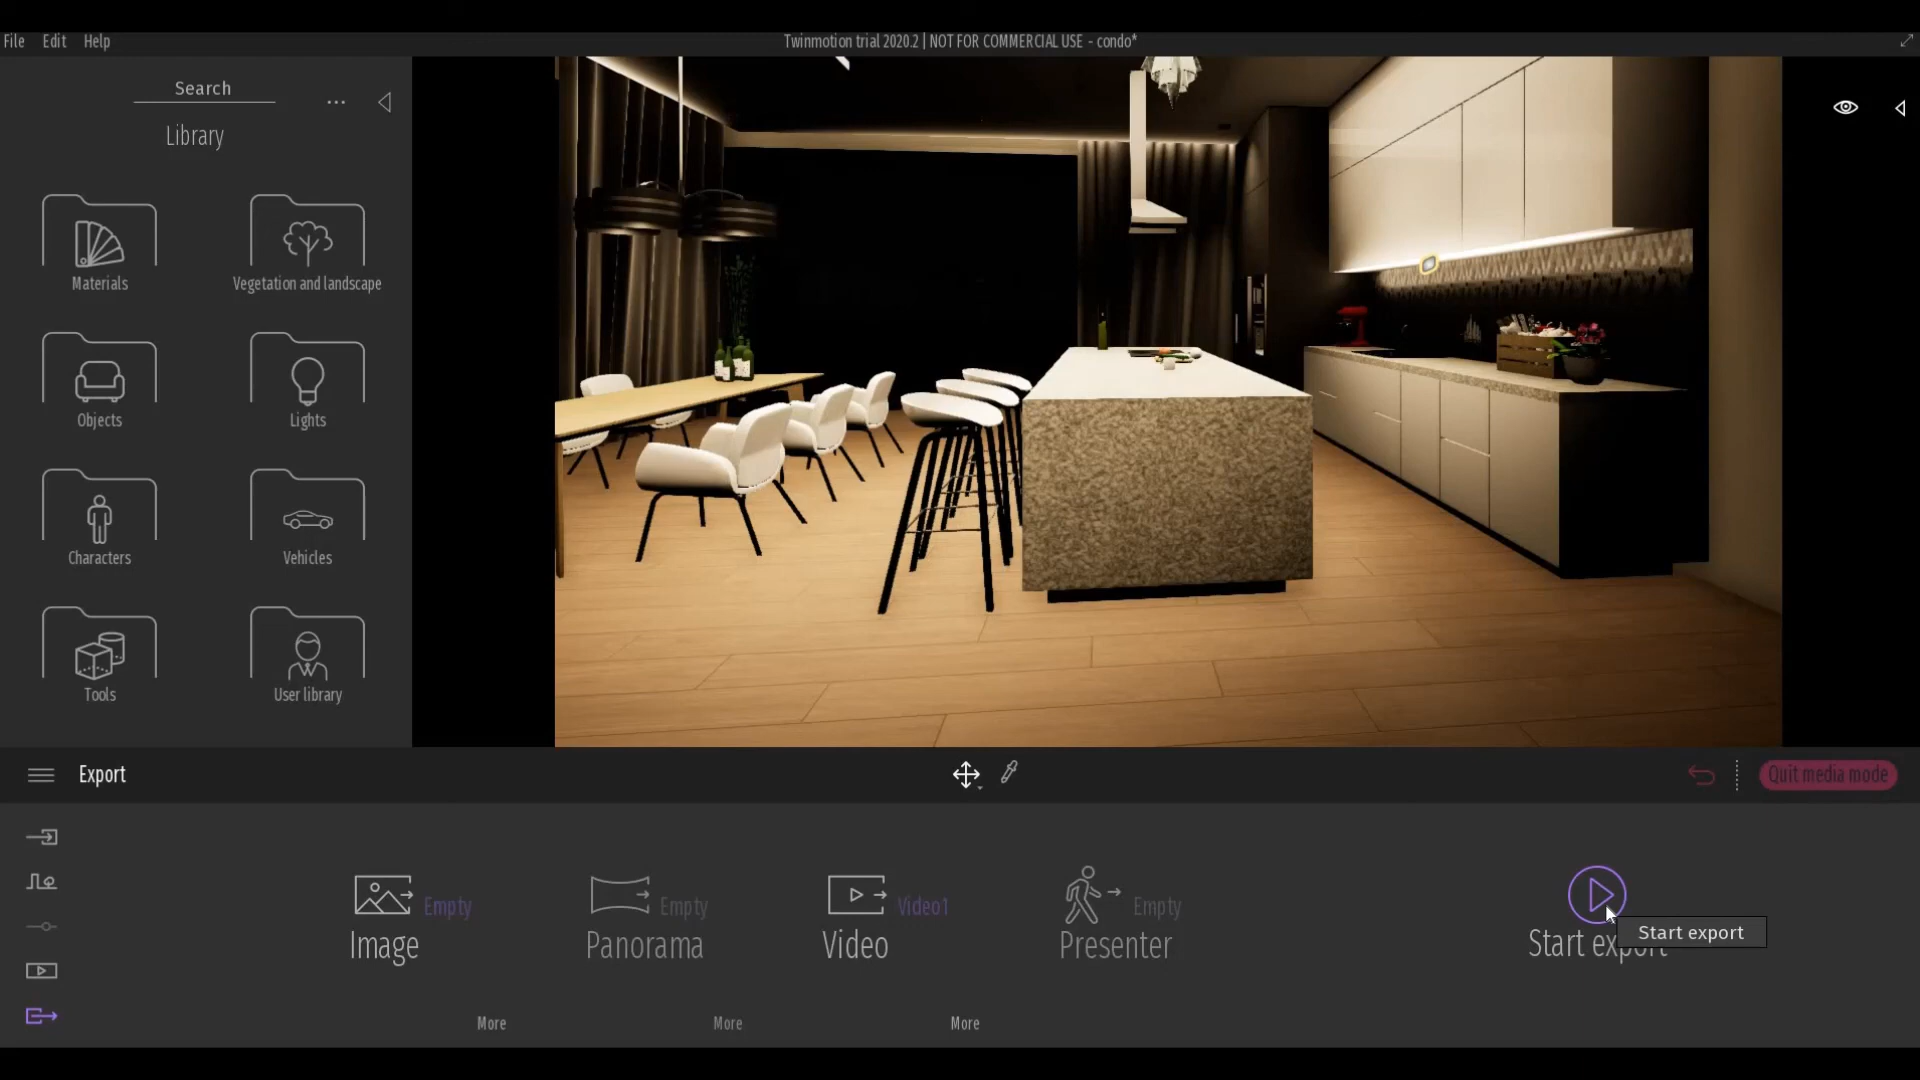 File Edit Help
Twinmotion trial 2020.2 | NOT FOR COMMERCIAL USE - condo*
Search
...
Library
Materials
Vegetation and landscape
Objects
Lights
Characters
Vehicles
Tools
User library
Export
Quit media mode
Empty
Image
Empty
Panorama
Video1
Video
Empty
Presenter
Start export
Start export
More
More
More